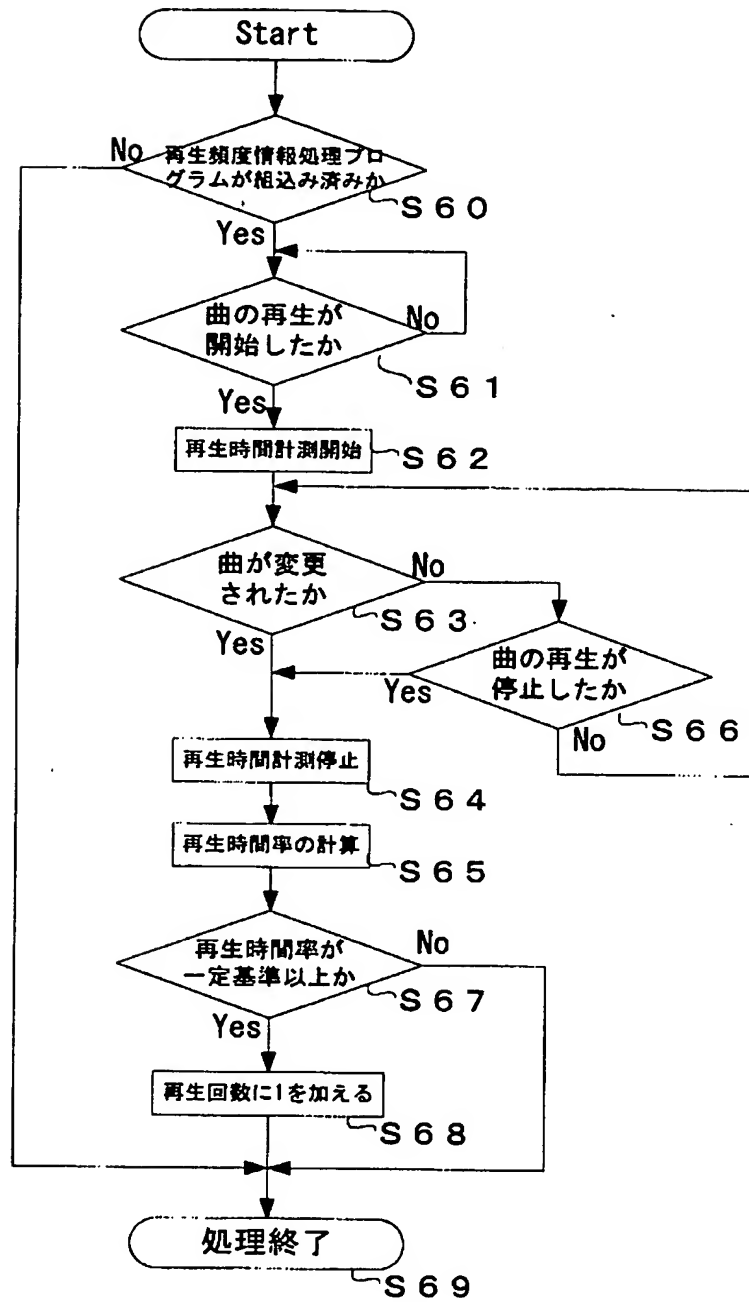 Start
No
再生頻度情報処理プロ
グラムが組込み済みか
S60
Yes
曲の再生が
開始したか
No
S61
Yes
再生時間計測開始
S62
曲が変更
されたか
No
S63
Yes
曲の再生が
停止したか
Yes
S66
No
再生時間計測停止
S64
再生時間率の計算
S65
再生時間率が
一定基準以上か
No
S67
Yes
再生回数に1を加える
S68
処理終了
S69